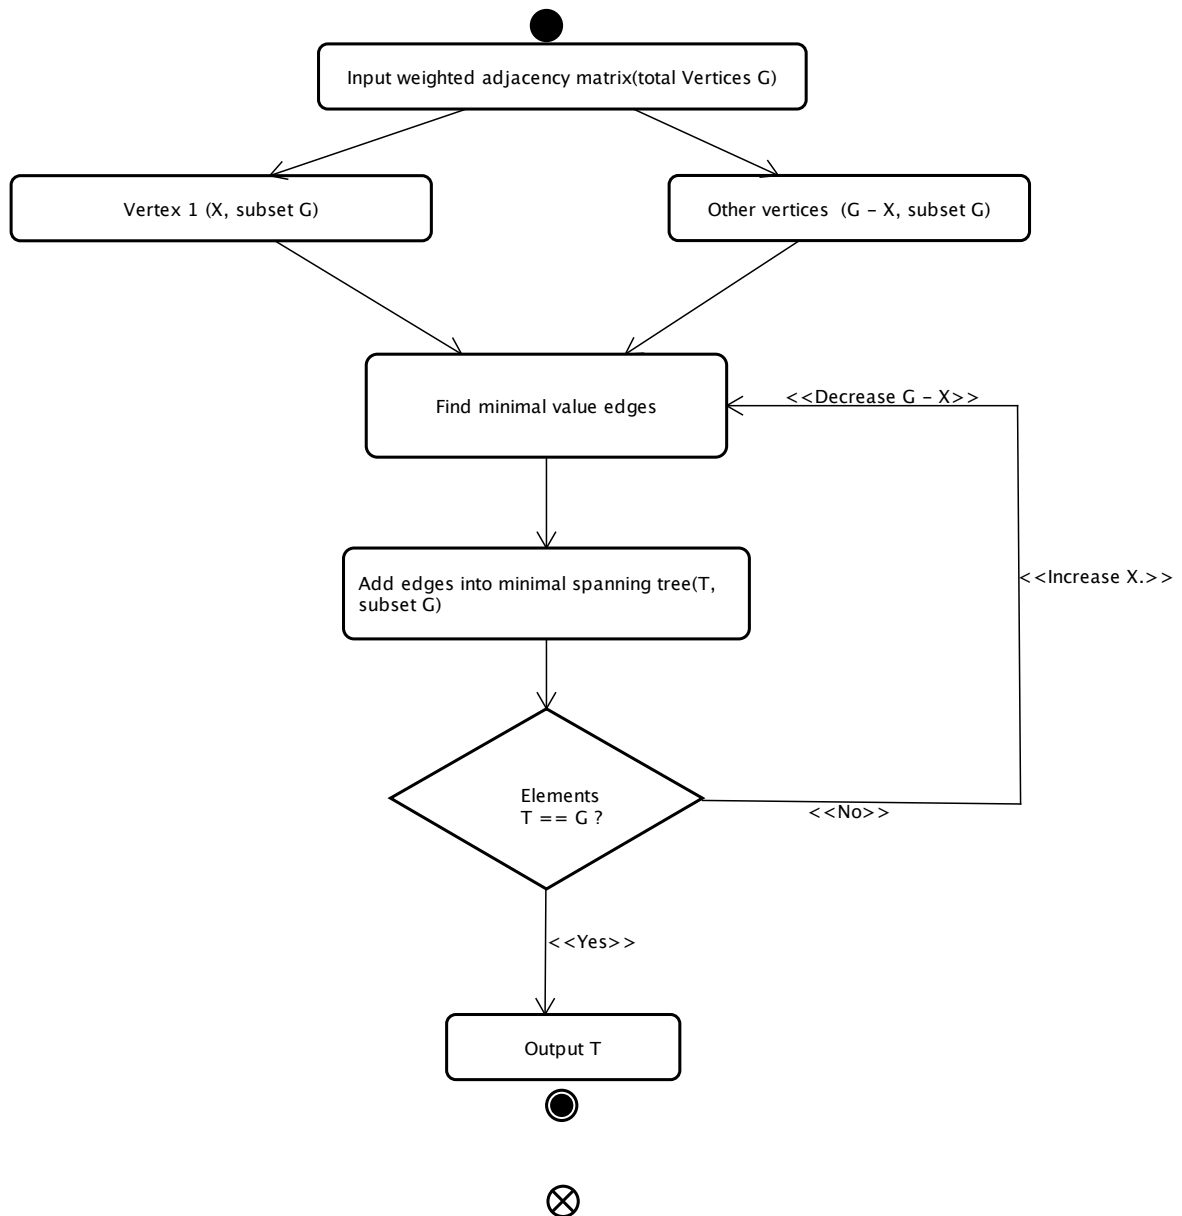 Input weighted adjacency matrix(total Vertices G)
Vertex 1 (X, subset G)
Other vertices  (G – X, subset G)
Find minimal value edges
<<Decrease G – X>>
<<Increase X.>>
Add edges into minimal spanning tree(T,
subset G)
Elements
T == G ?
<<No>>
<<Yes>>
Output T